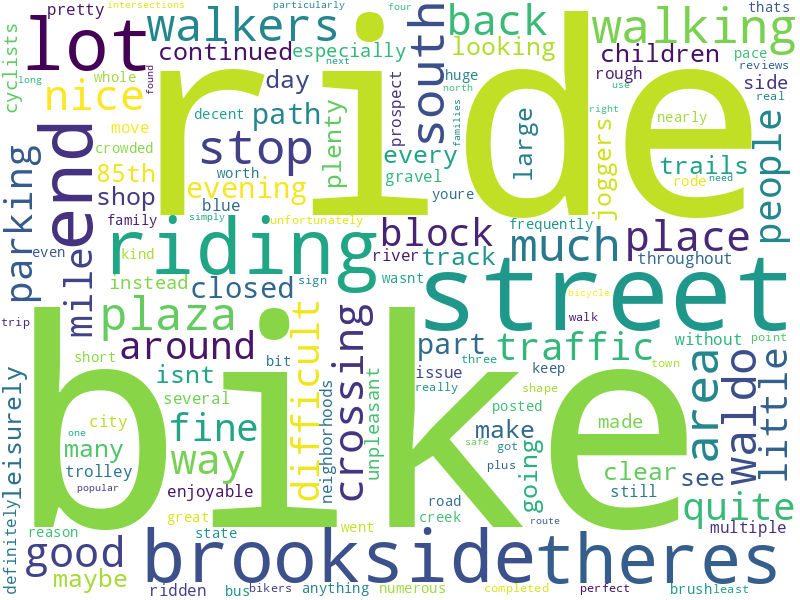 pretty
intersections
particularly
four
thats
lot
walkers
back
walking
continued
especially
looking
children
pace
reviews
cyclists
long
whole
found
day
next
south
huge
rough
side
real
nice
ride
decent
path
plenty
prospect
north
families
large
use
right
nearly
move
stop
every
joggers
people
crowded
85th
worth
gravel
trails
rode
need
end
shop
evening
blue
youre
parking
family
simply
unfortunately
block
much
place
frequently
throughout
even
kind
riding
river
track
wasnt
mile
instead
closed
sign
bicycle
trip
plaza
difficult
street
walk
around
crossing
part
traffic
without
point
short
bit
three
keep
town
isnt
issue
really
shape
area
waldo
little
several
neighborhoods
unpleasant
posted
made
leisurely
city
fine
make
one
many
way
got
safe
going
clear
see
trolley
plus
still
bike
enjoyable
popular
road
quite
definitely
reason
great
state
went
creek
route
multiple
good
brookside
theres
maybe
ridden
bus
bikers
anything
numerous
completed
perfect
brush
least